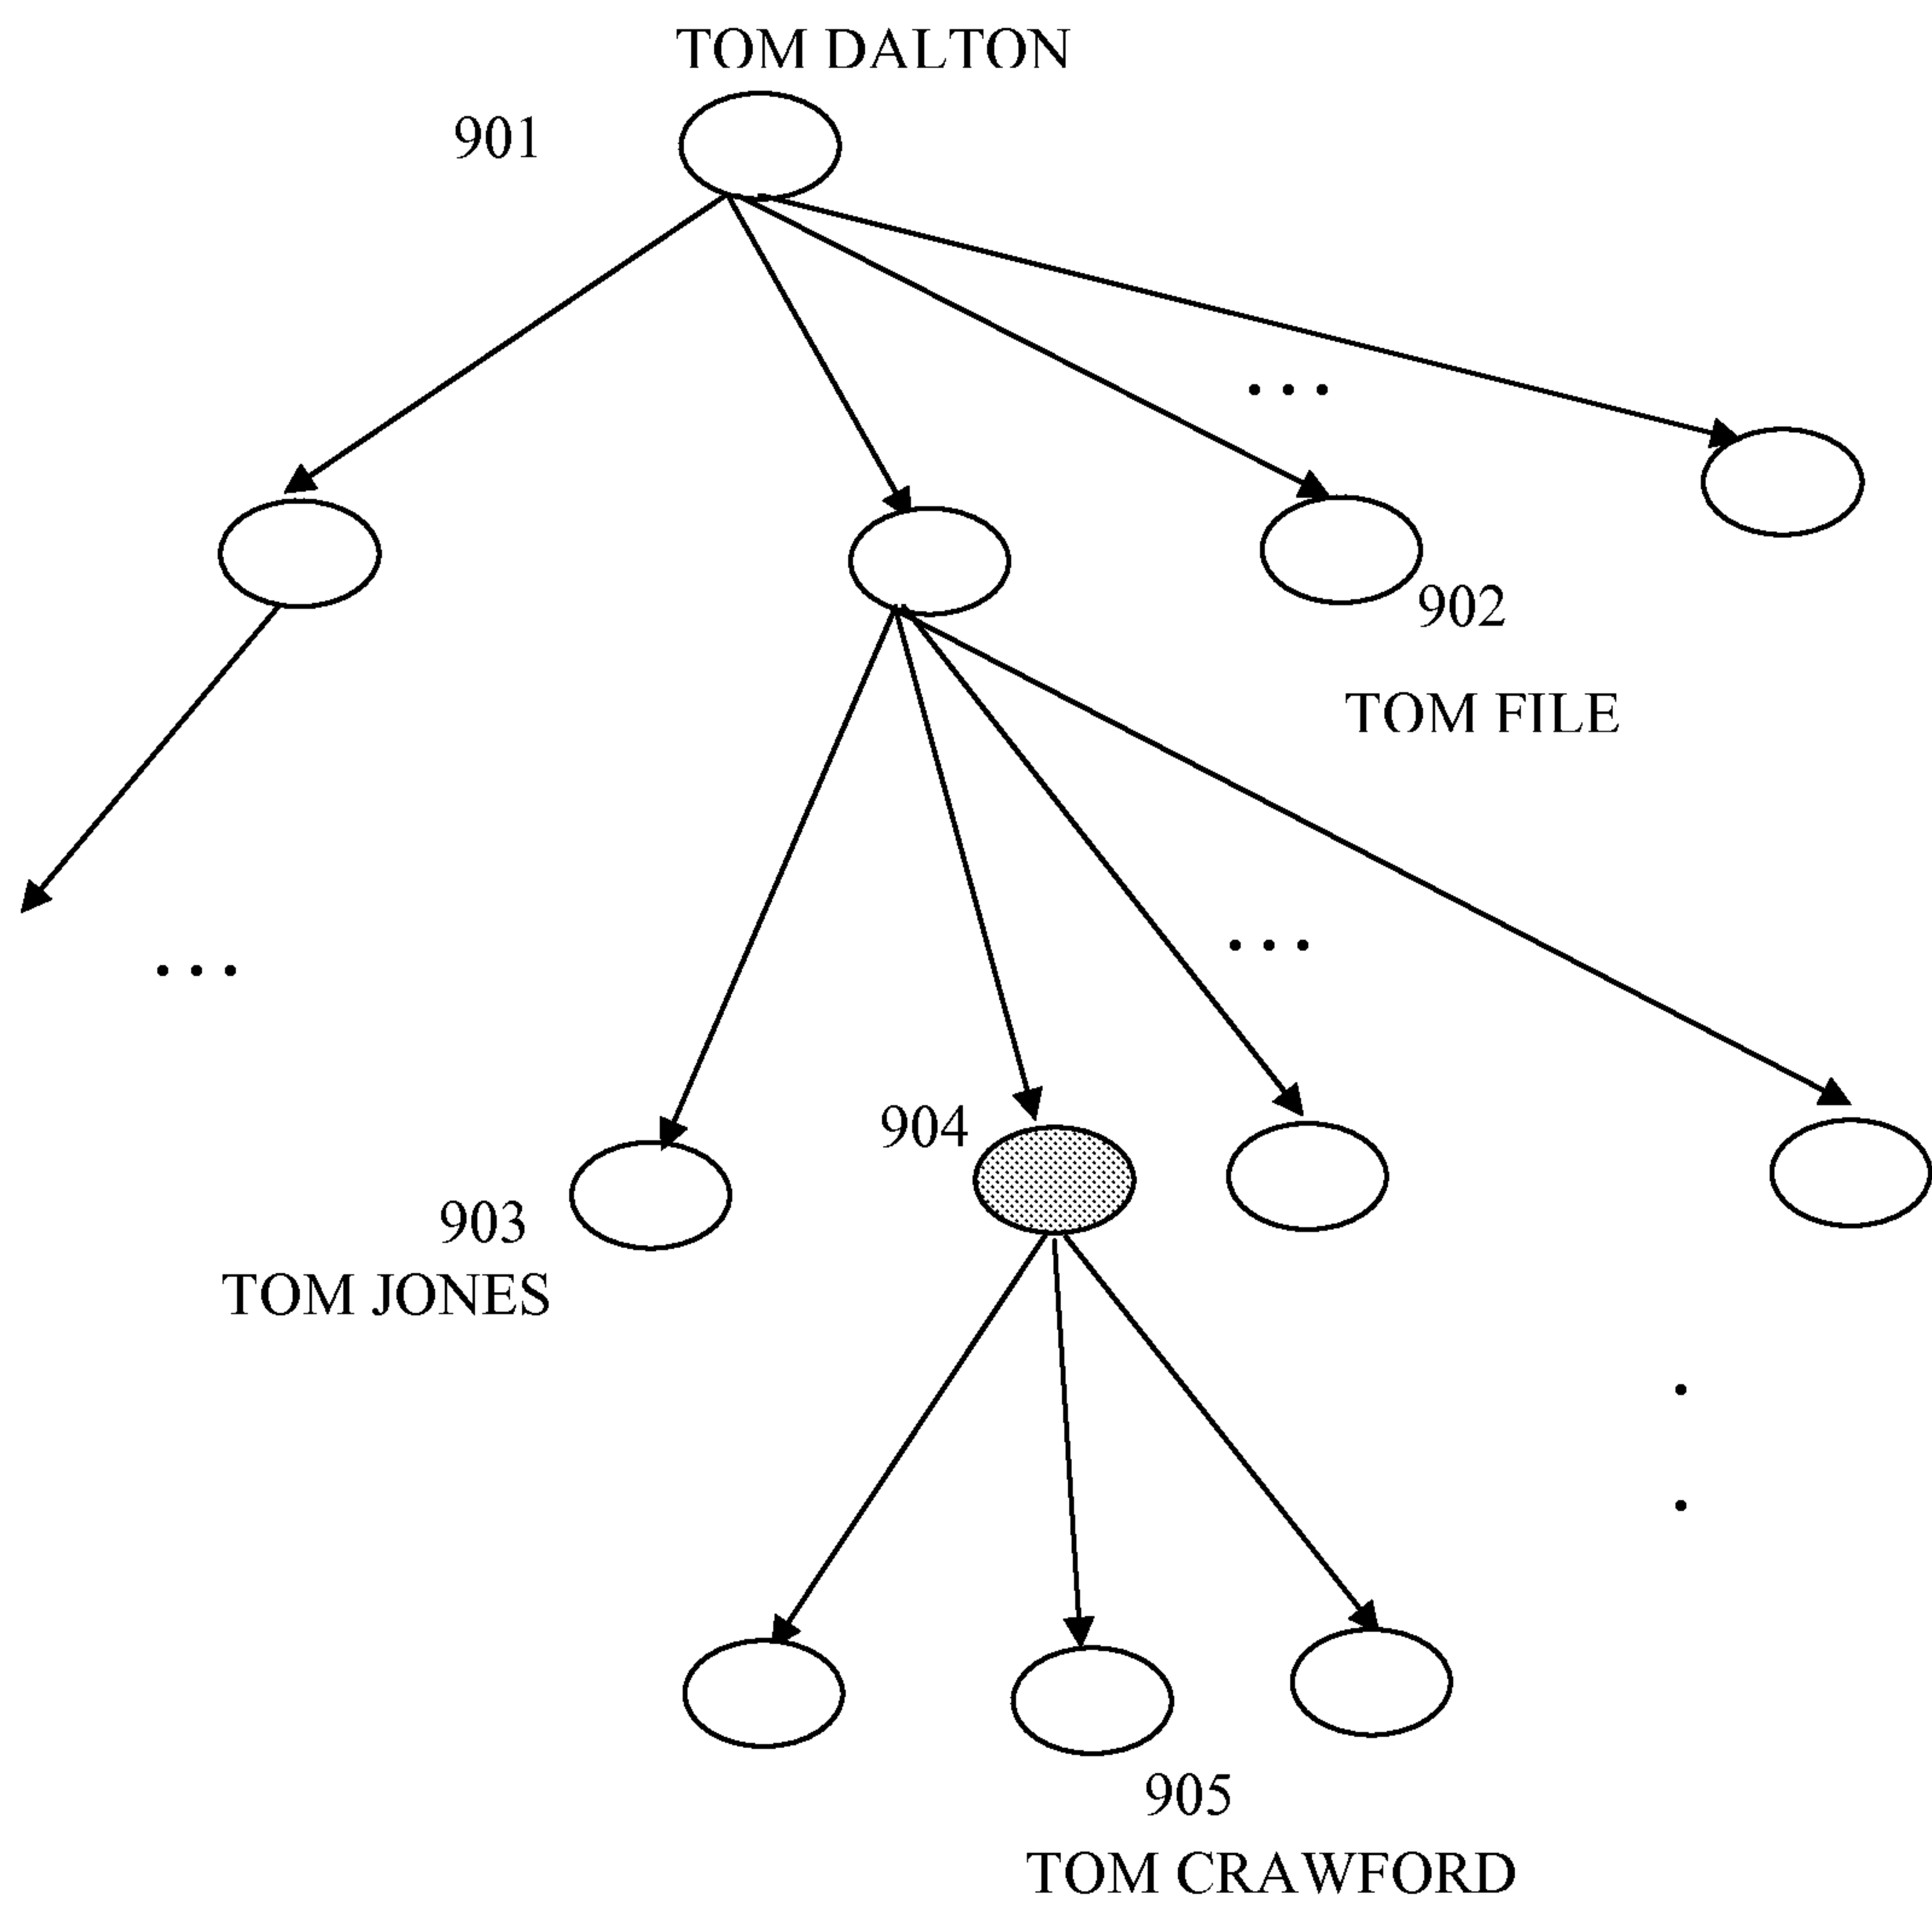 TOM DALTON
901
. . .
902
TOM FILE
. . .
. . .
904
903
TOM JONES
.
.
905
TOM CRAWFORD